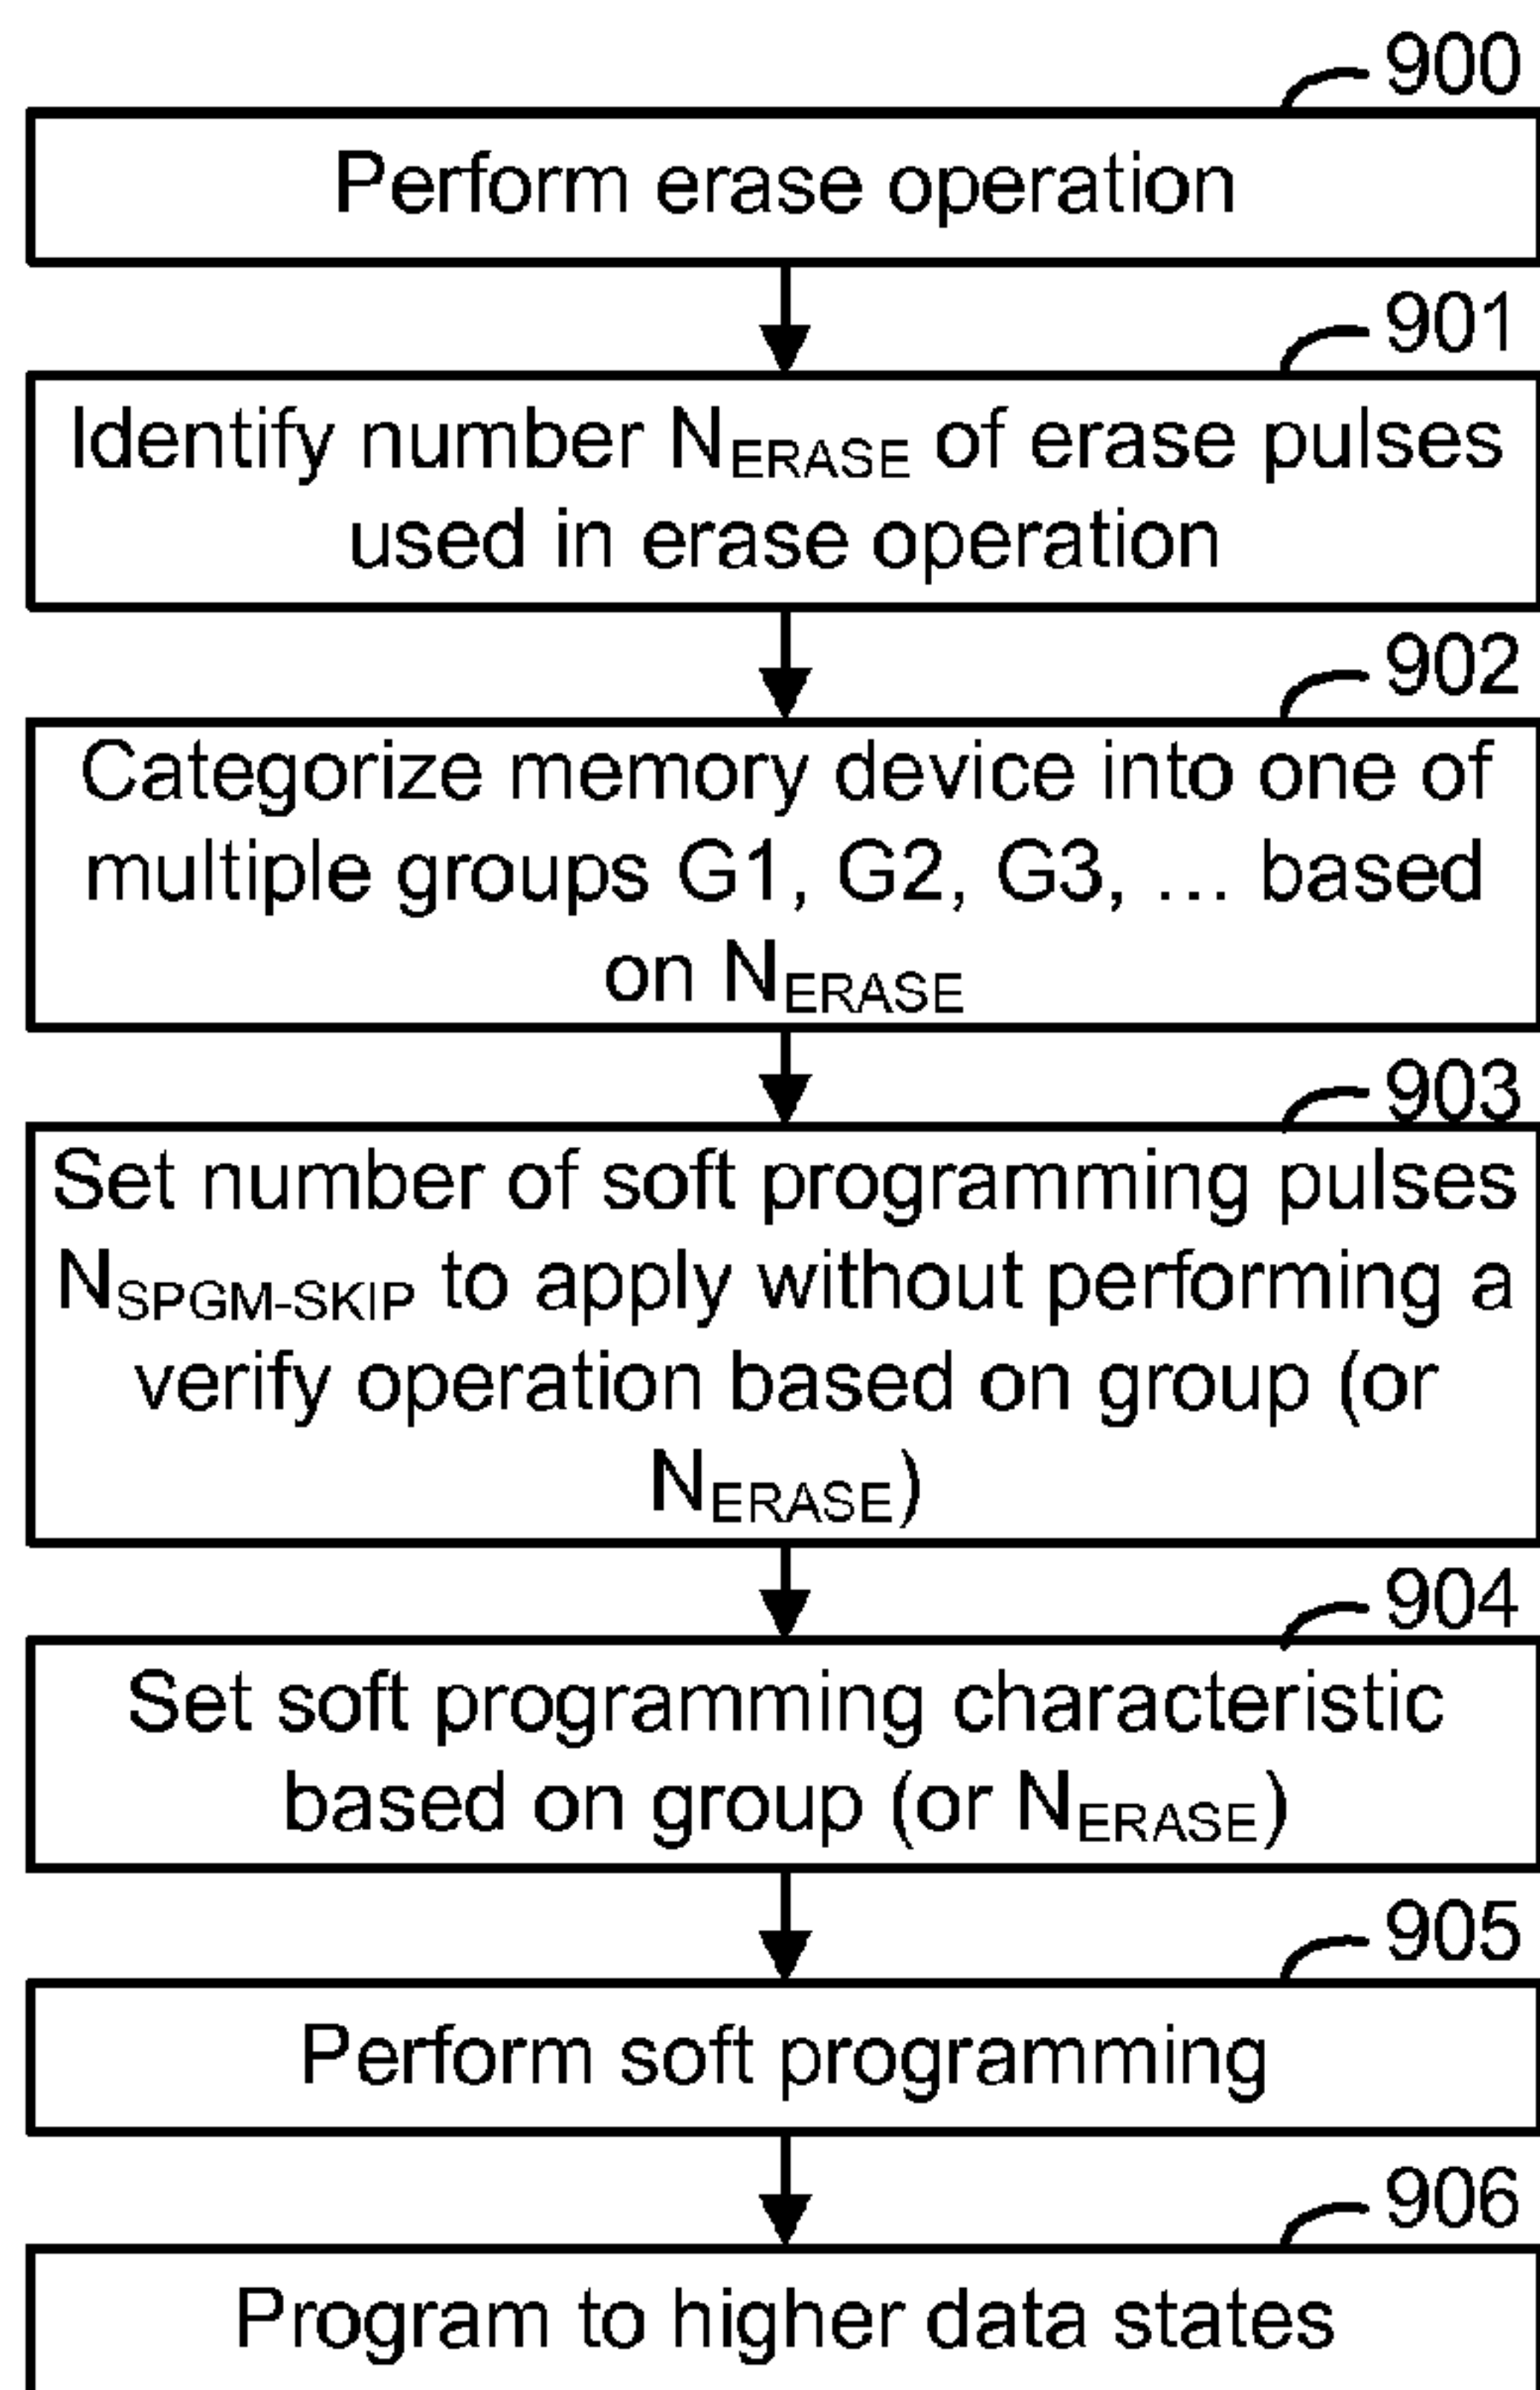 900
Perform erase operation
901
Identify number NERASE of erase pulses
used in erase operation
902
Categorize memory device into one of
multiple groups G1, G2, G3, ... based
on NERASE
903
Set number of soft programming pulses
NSPGM-SKIP to apply without performing a
verify operation based on group (or
NERASE)
904
Set soft programming characteristic
based on group (or NERASE)
905
Perform soft programming
906
Program to higher data states